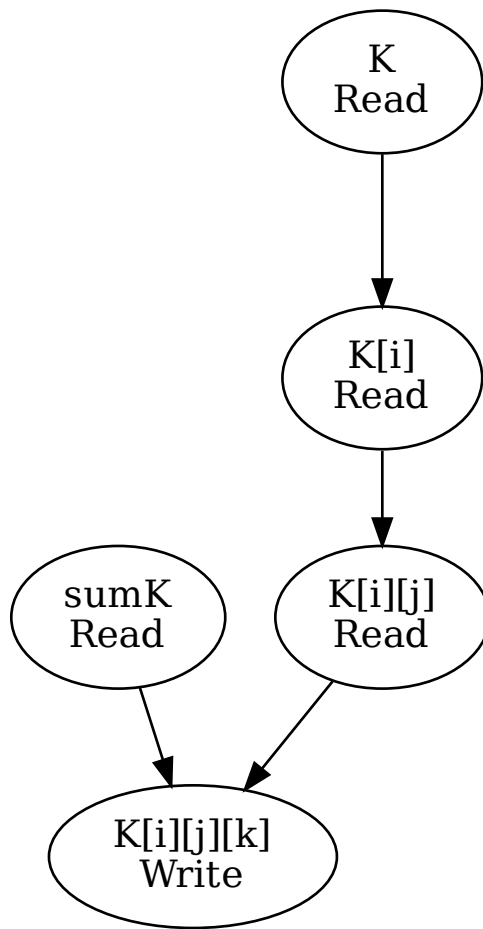 K
Read
K[i]
Read
sumK
Read
K[i][j]
Read
K[i][j][k]
Write